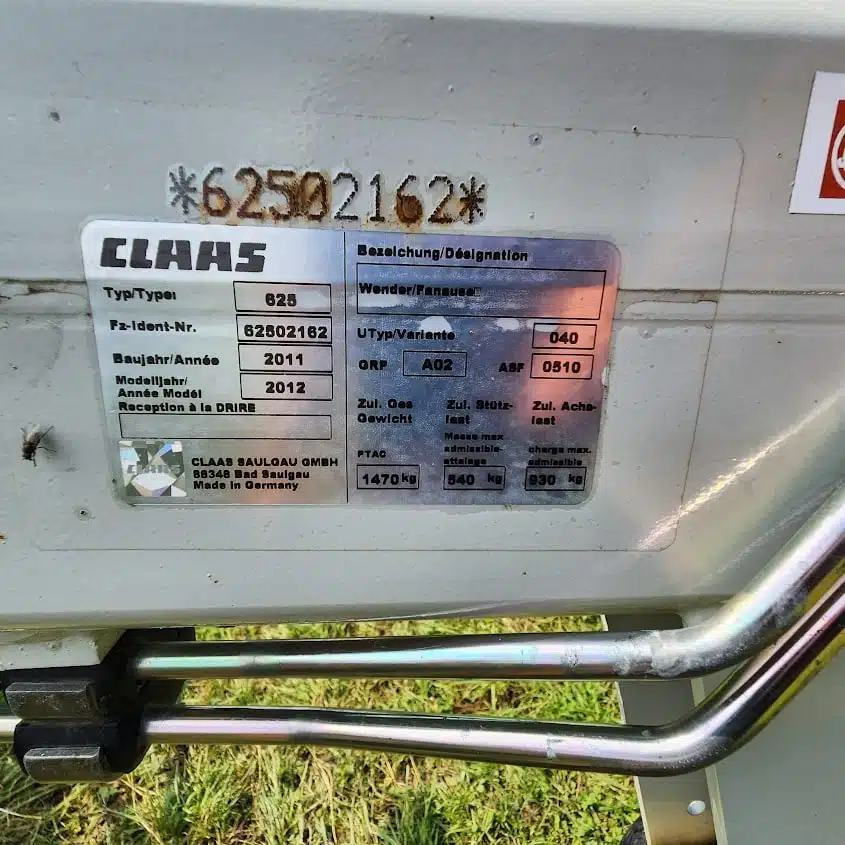 *62502162*
CLAAS
Typ/Type: 625
Fz-Ident-Nr. 62502162
Baujahr/Année 2011
Modelljahr/
Année Modél 2012
Reception à la DRIRE
CLAAS
CLAAS SAULGAU GMBH
88348 Bad Saulgau
Made in Germany
Bezeichung/Désignation
Wender/Faneuse
UTyp/Variante 040
GRP A02 ASF 0510
Zul. Ges Zul. Stütz- Zul. Achs-
Gewicht last last
PTAC Masse max charge max.
admissible- admissible
attelage
1470 kg 540 kg 930 kg